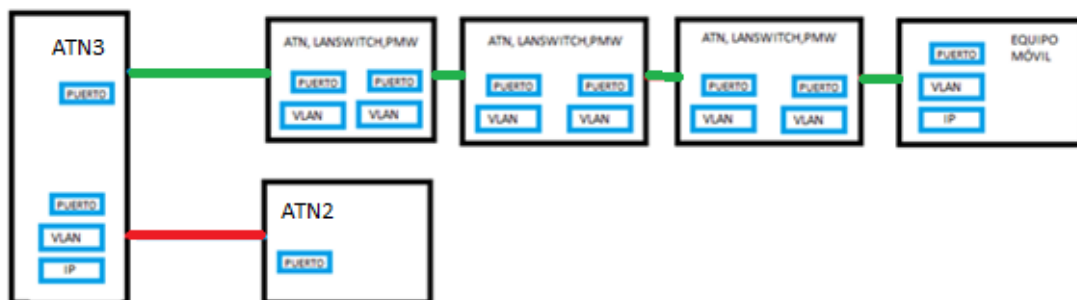 ATN3
PUERTO
PUERTO
VLAN
IP
ATN, LANSWITCH,PMW
PUERTO PUERTO
VLAN VLAN
ATN, LANSWITCH,PMW
PUERTO PUERTO
VLAN VLAN
ATN, LANSWITCH,PMW
PUERTO PUERTO
VLAN VLAN
EQUIPO
MÓVIL
PUERTO
VLAN
IP
ATN2
PUERTO